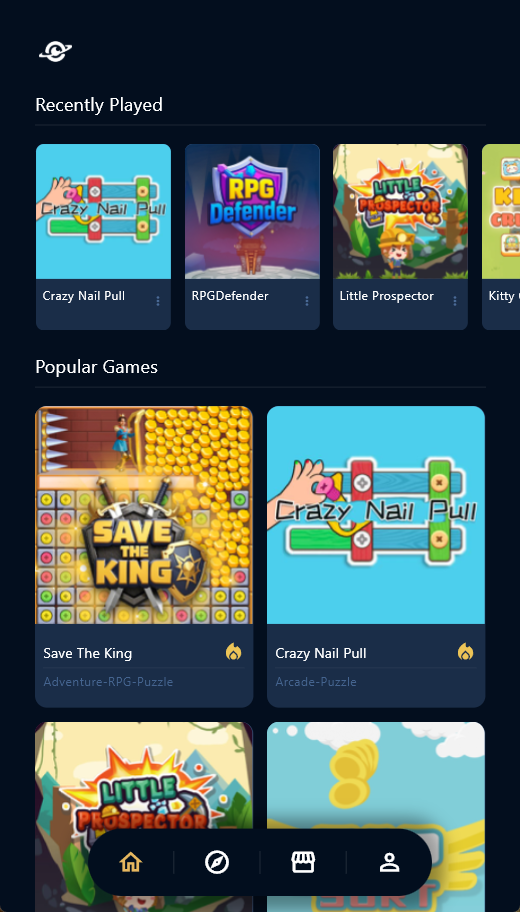 Recently Played
Crazy Nail Pull
RPG
Defender
LITTLE
PROSPECTOR
Crazy Nail Pull
RPGDefender
Little Prospector
Kitty
Popular Games
SAVE
THE
KING
Crazy Nail Pull
Save The King
Crazy Nail Pull
Adventure-RPG-Puzzle
Arcade-Puzzle
LITTLE
PROSPECTOR
SORT